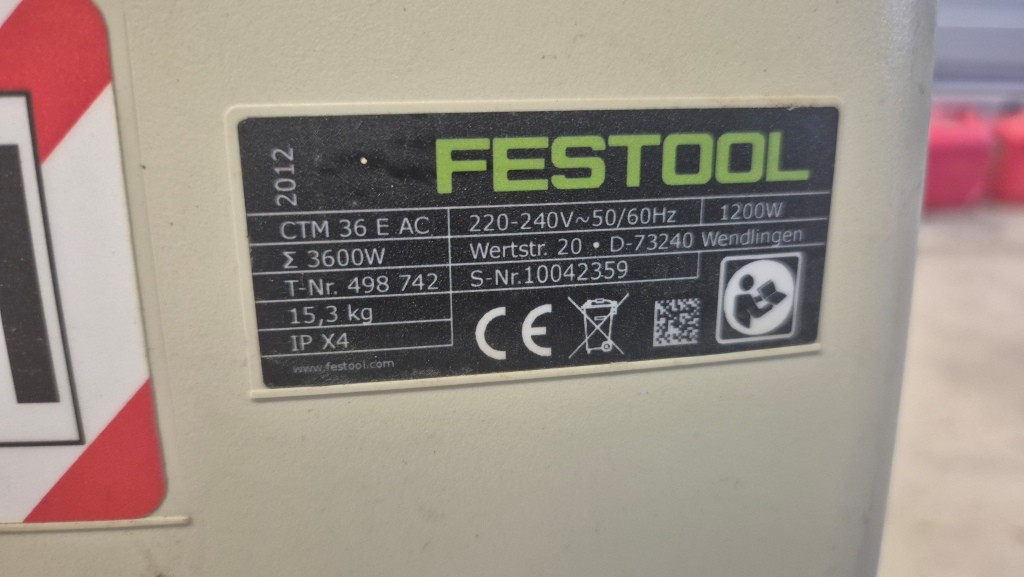 2012
FESTOOL
CTM 36 E AC
220-240V~50/60Hz
1200W
Σ 3600W
Wertstr. 20 • D-73240 Wendlingen
T-Nr. 498 742
S-Nr.10042359
15,3 kg
IP X4
CE
www.festool.com